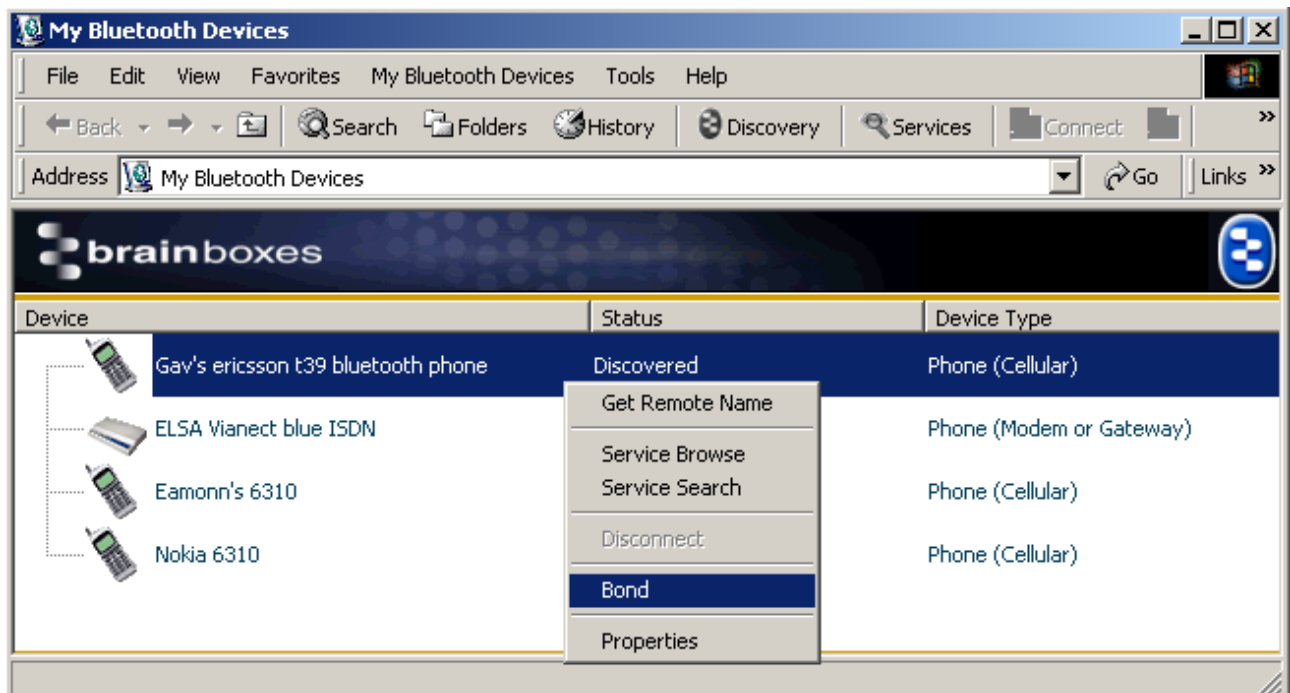 My Bluetooth Devices
File Edit View Favorites My Bluetooth Devices Tools Help
Back Search Folders History Discovery Services Connect »
Address My Bluetooth Devices Go Links »
brainboxes
Device Status Device Type
Gav's ericsson t39 bluetooth phone Discovered Phone (Cellular)
Get Remote Name
ELSA Vianect blue ISDN Phone (Modem or Gateway)
Service Browse
Service Search
Eamonn's 6310 Phone (Cellular)
Disconnect
Nokia 6310 Phone (Cellular)
Bond
Properties